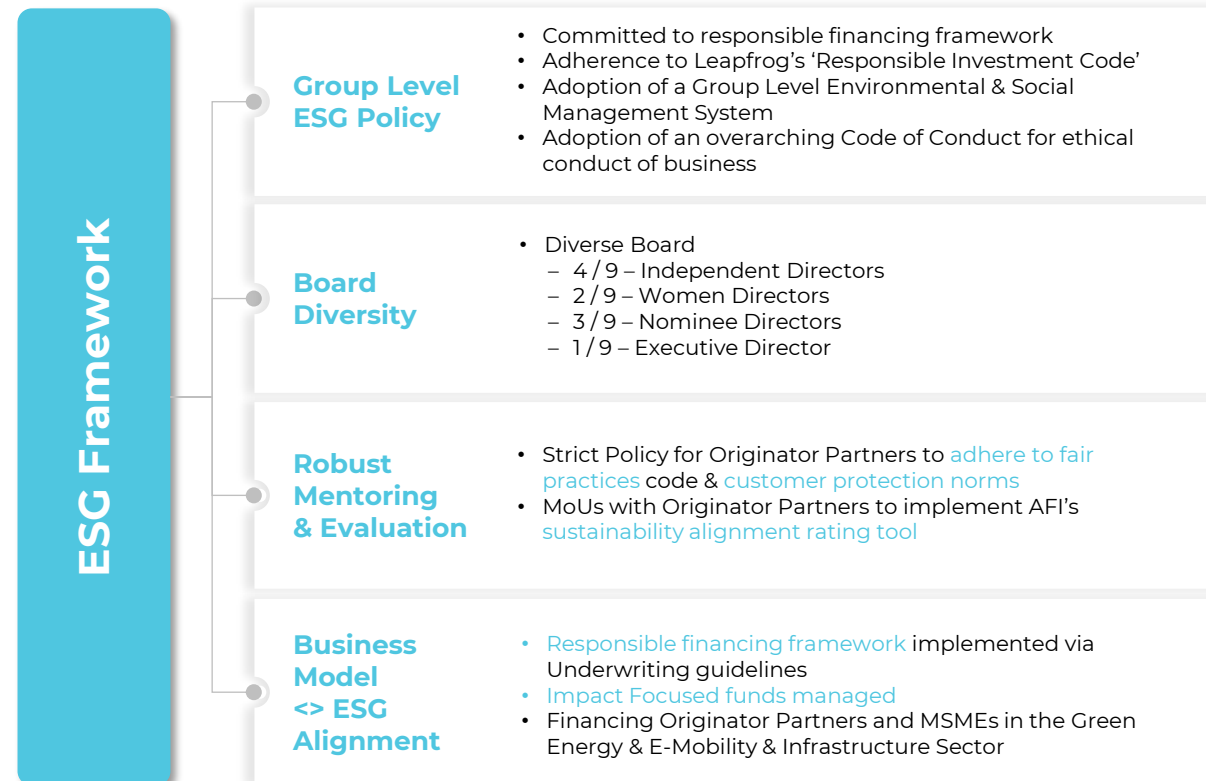 ESG Framework
Group Level
ESG Policy
• Committed to responsible financing framework
• Adherence to Leapfrog's ‘Responsible Investment Code’
• Adoption of a Group Level Environmental & Social
Management System
• Adoption of an overarching Code of Conduct for ethical
conduct of business
Board
Diversity
• Diverse Board
– 4 / 9 – Independent Directors
– 2 / 9 – Women Directors
– 3 / 9 – Nominee Directors
– 1 / 9 – Executive Director
Robust
Mentoring
& Evaluation
• Strict Policy for Originator Partners to adhere to fair
practices code & customer protection norms
• MoUs with Originator Partners to implement AFI's
sustainability alignment rating tool
Business
Model
<> ESG
Alignment
• Responsible financing framework implemented via
Underwriting guidelines
• Impact Focused funds managed
• Financing Originator Partners and MSMEs in the Green
Energy & E-Mobility & Infrastructure Sector